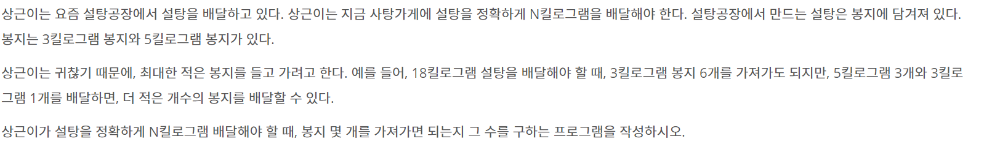 상근이는 요즘 설탕공장에서 설탕을 배달하고 있다. 상근이는 지금 사탕가게에 설탕을 정확하게 N킬로그램을 배달해야 한다. 설탕공장에서 만드는 설탕은 봉지에 담겨져 있다.
봉지는 3킬로그램 봉지와 5킬로그램 봉지가 있다.
상근이는 귀찮기 때문에, 최대한 적은 봉지를 들고 가려고 한다. 예를 들어, 18킬로그램 설탕을 배달해야 할 때, 3킬로그램 봉지 6개를 가져가도 되지만, 5킬로그램 3개와 3킬로
그램 1개를 배달하면, 더 적은 개수의 봉지를 배달할 수 있다.
상근이가 설탕을 정확하게 N킬로그램 배달해야 할 때, 봉지 몇 개를 가져가면 되는지 그 수를 구하는 프로그램을 작성하시오.